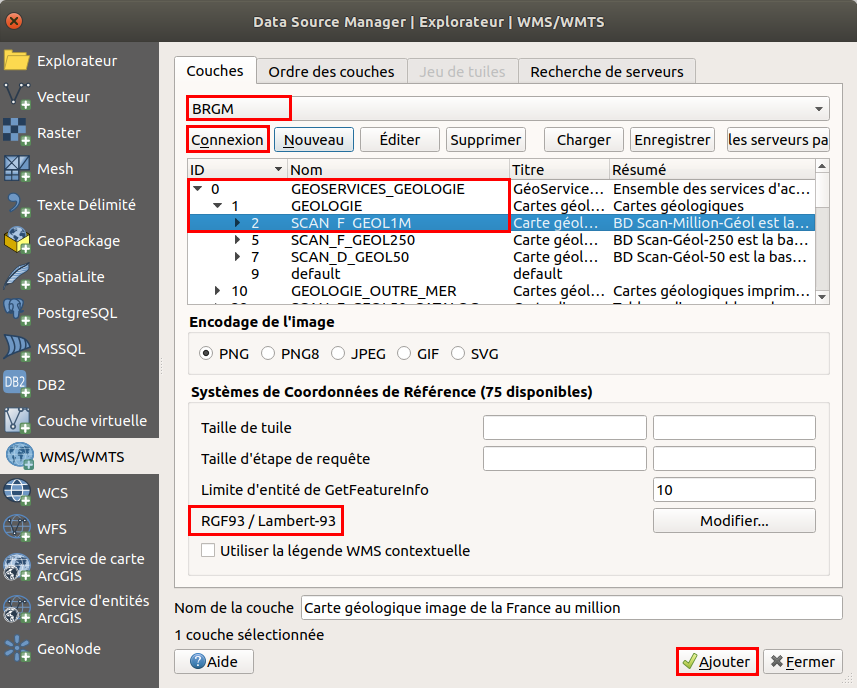 Data Source Manager | Explorateur | WMS/WMTS
Explorateur
Vecteur
Raster
Mesh
Texte Délimité
GeoPackage
SpatiaLite
PostgreSQL
MSSQL
DB2
Couche virtuelle
WMS/WMTS
WCS
WFS
Service de carte
ArcGIS
Service d'entités
ArcGIS
GeoNode
Couches Ordre des couches Jeu de tuiles Recherche de serveurs
BRGM
Connexion Nouveau Éditer Supprimer Charger Enregistrer les serveurs pa
ID Nom Titre Résumé
0 GEOSERVICES_GEOLOGIE GéoService... Ensemble des services d'ac...
1 GEOLOGIE Cartes géol... Cartes géologiques
2 SCAN_F_GEOL1M Carte géol... BD Scan-Million-Géol est la...
5 SCAN_F_GEOL250 Carte géol... BD Scan-Géol-250 est la ba...
7 SCAN_D_GEOL50 Carte géol... BD Scan-Géol-50 est la bas...
9 default default
10 GEOLOGIE_OUTRE_MER Cartes géol... Cartes géologiques imprim...
Encodage de l'image
PNG PNG8 JPEG GIF SVG
Systèmes de Coordonnées de Référence (75 disponibles)
Taille de tuile
Taille d'étape de requête
Limite d'entité de GetFeatureInfo 10
RGF93 / Lambert-93 Modifier...
Utiliser la légende WMS contextuelle
Nom de la couche Carte géologique image de la France au million
1 couche sélectionnée
Aide Ajouter Fermer